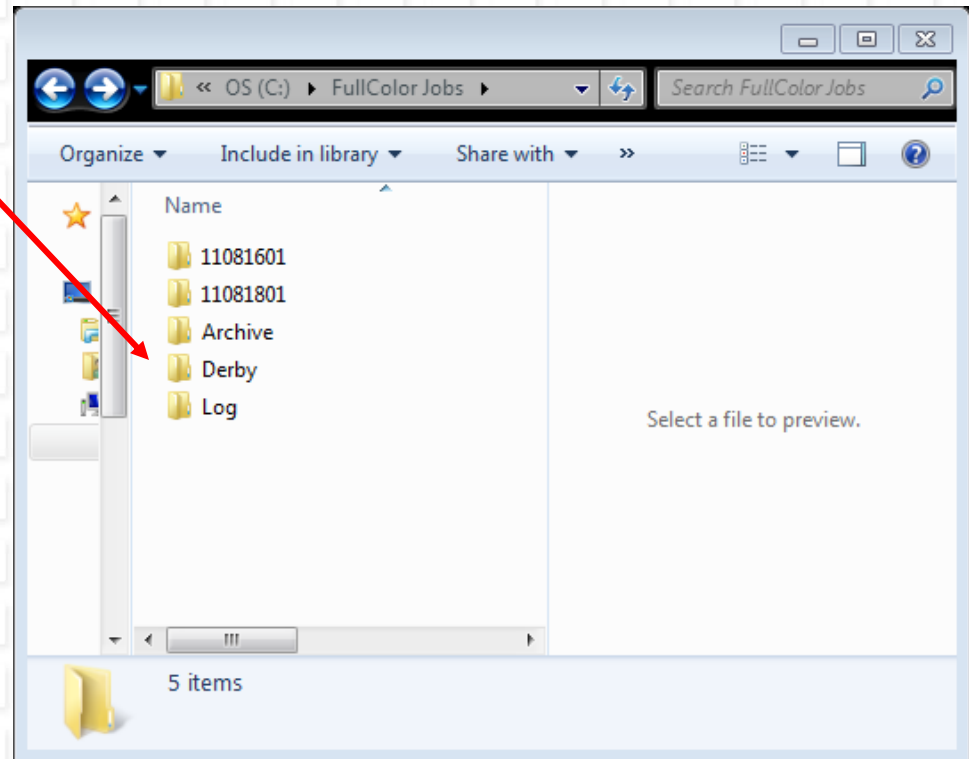 « OS (C:) ▸ FullColor Jobs ▸ Search FullColor Jobs
Organize Include in library Share with »
Name
11081601
11081801
Archive
Derby
Log
Select a file to preview.
5 items